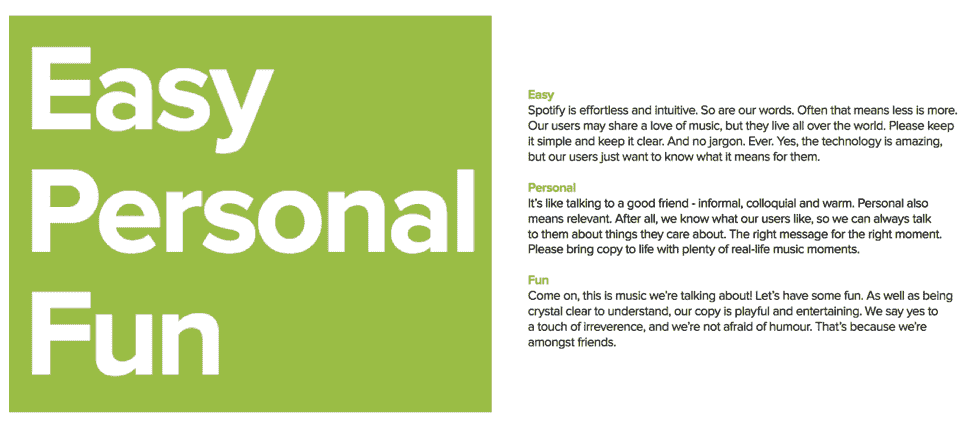 Easy
Personal
Fun
Easy
Spotify is effortless and intuitive. So are our words. Often that means less is more.
Our users may share a love of music, but they live all over the world. Please keep
it simple and keep it clear. And no jargon. Ever. Yes, the technology is amazing,
but our users just want to know what it means for them.
Personal
It's like talking to a good friend - informal, colloquial and warm. Personal also
means relevant. After all, we know what our users like, so we can always talk
to them about things they care about. The right message for the right moment.
Please bring copy to life with plenty of real-life music moments.
Fun
Come on, this is music we're talking about! Let's have some fun. As well as being
crystal clear to understand, our copy is playful and entertaining. We say yes to
a touch of irreverence, and we're not afraid of humour. That's because we're
amongst friends.